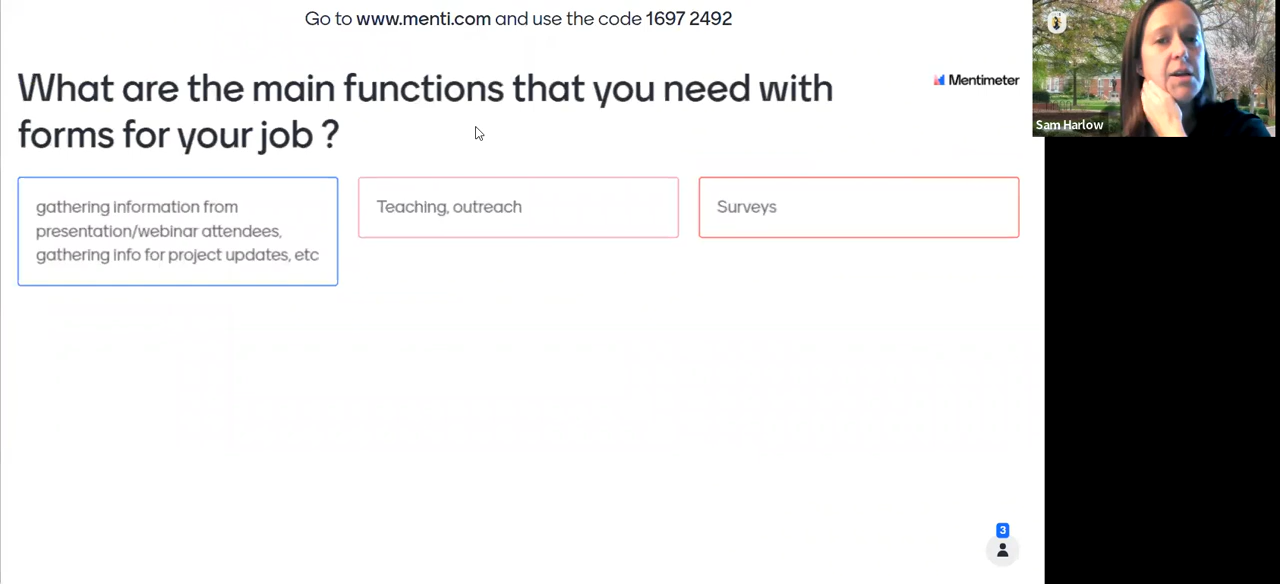 Go to www.menti.com and use the code 1697 2492
What are the main functions that you need with
forms for your job ?
Mentimeter
Sam Harlow
gathering information from
presentation/webinar attendees,
gathering info for project updates, etc
Teaching, outreach
Surveys
3